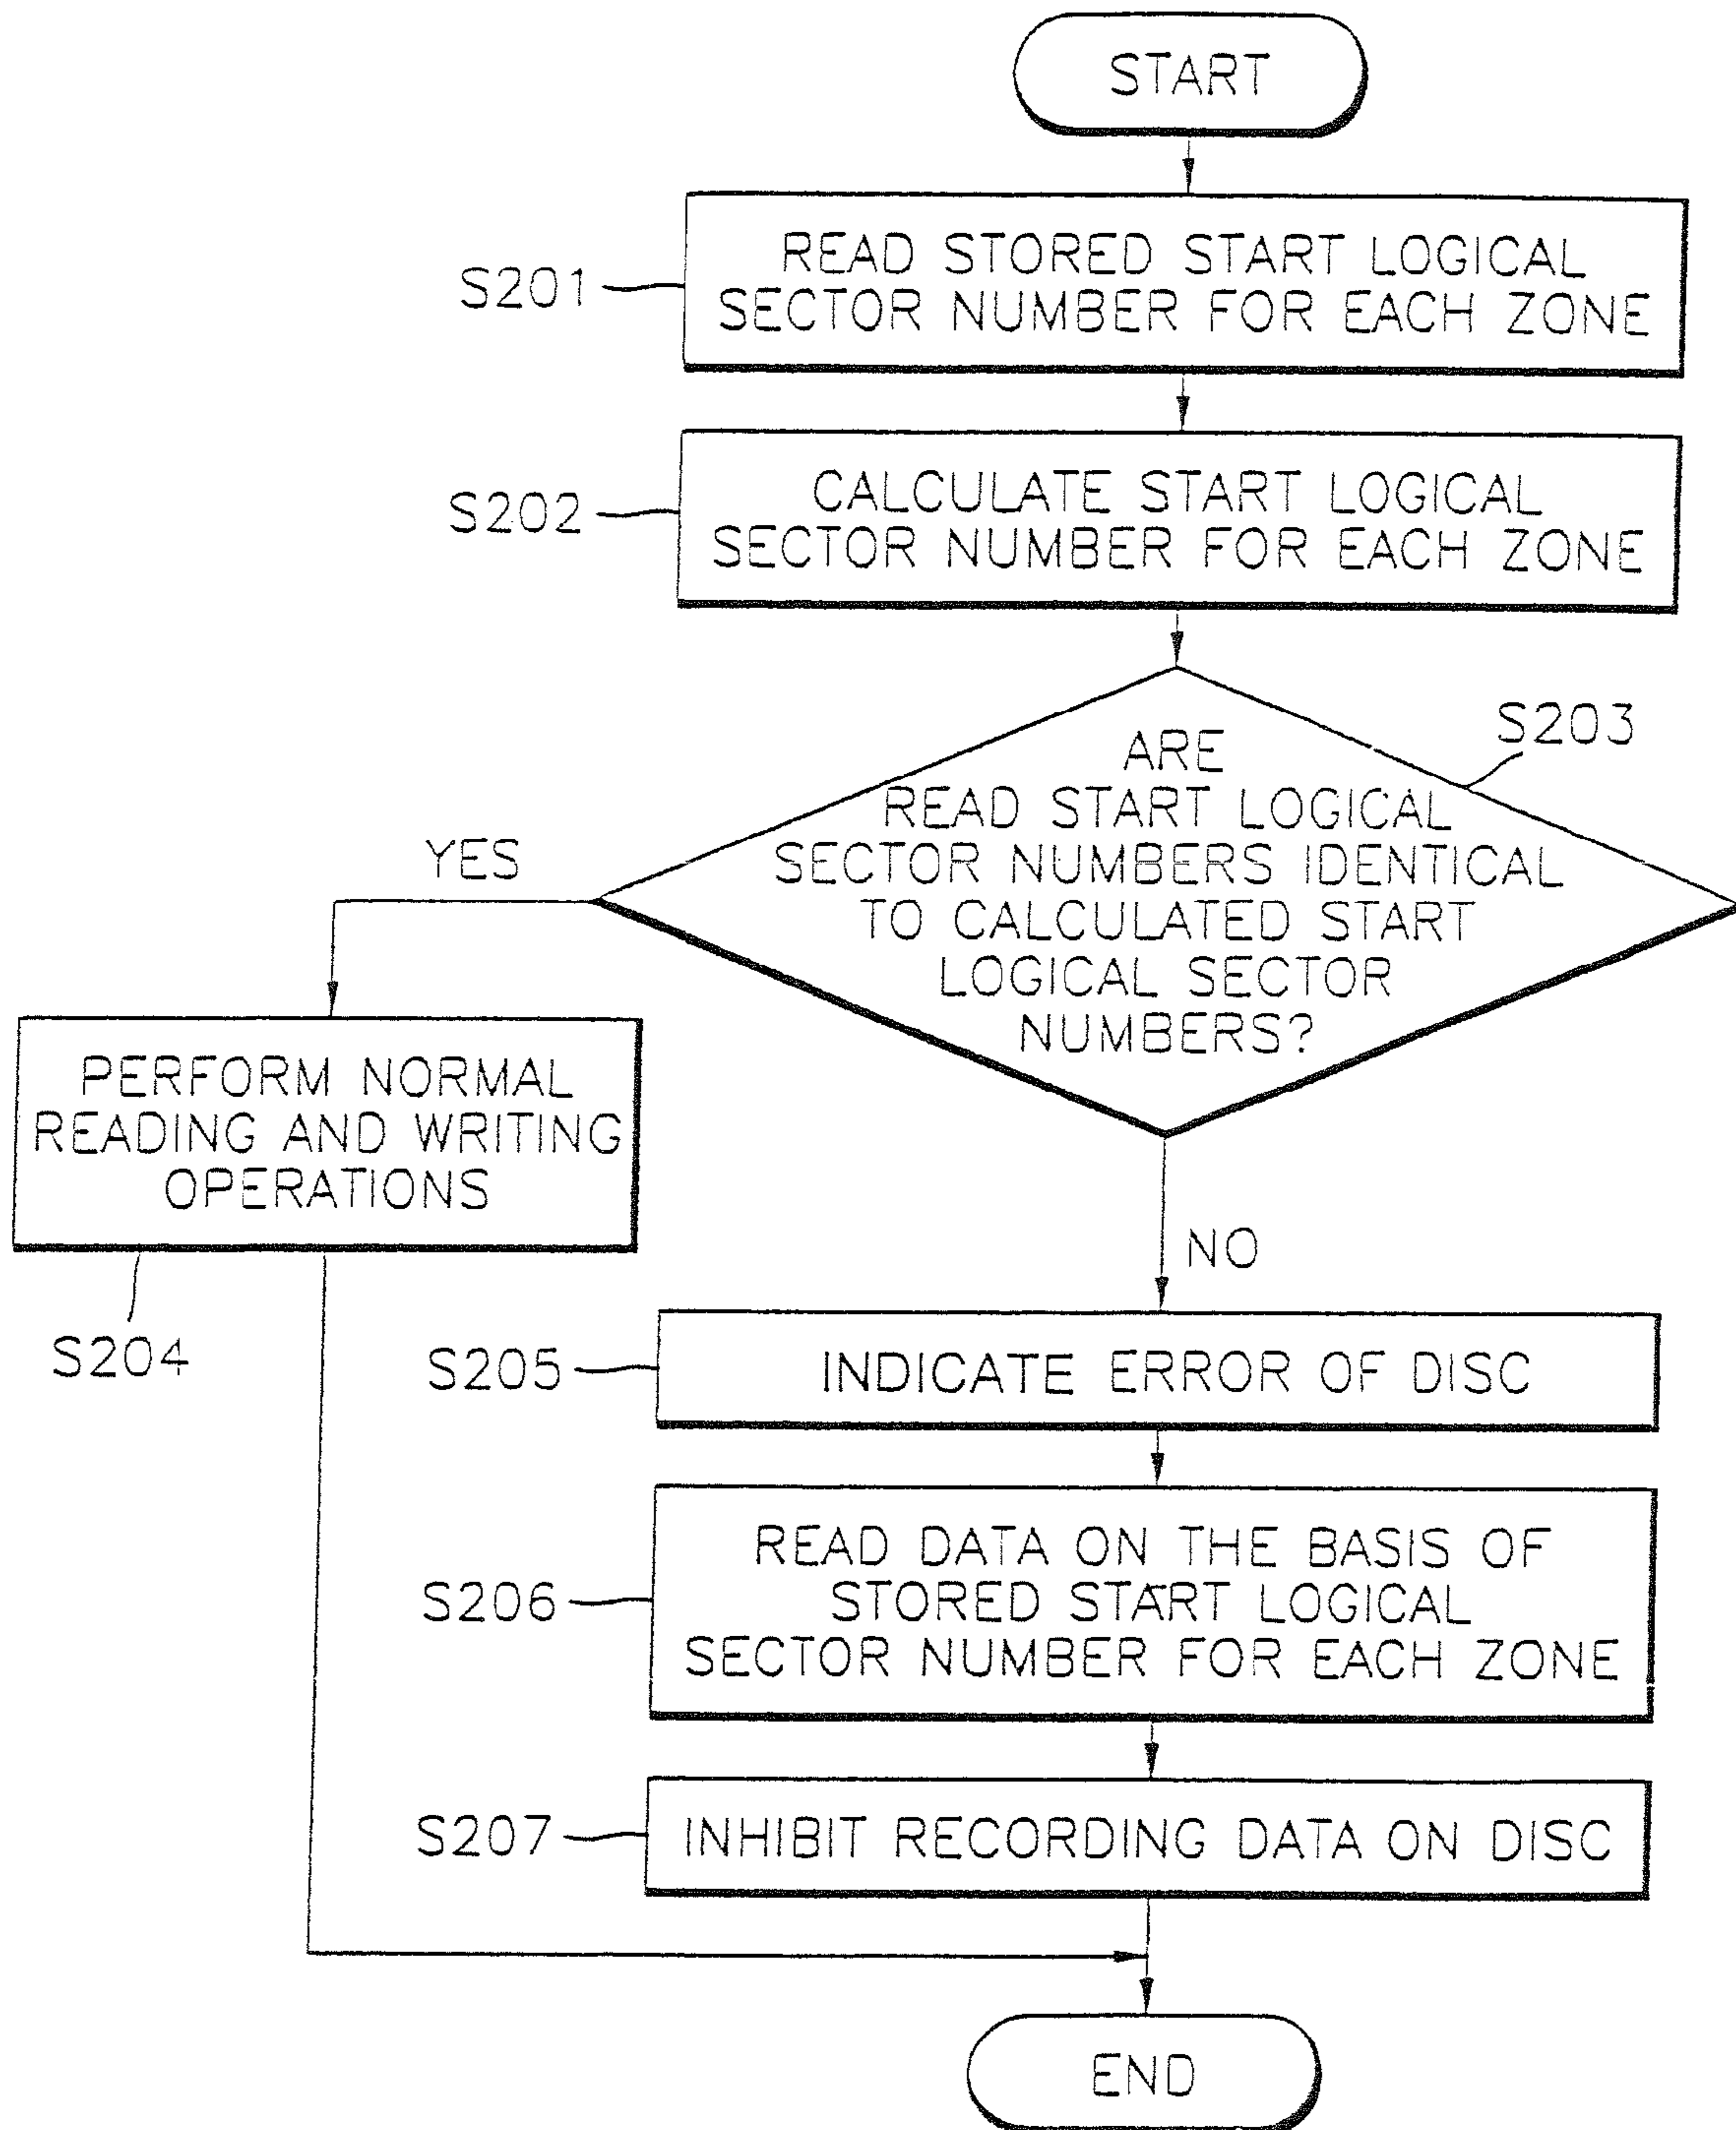 START
S201
READ STORED START LOGICAL
SECTOR NUMBER FOR EACH ZONE
S202
CALCULATE START LOGICAL
SECTOR NUMBER FOR EACH ZONE
S203
ARE
READ START LOGICAL
SECTOR NUMBERS IDENTICAL
TO CALCULATED START
LOGICAL SECTOR
NUMBERS?
YES
PERFORM NORMAL
READING AND WRITING
OPERATIONS
S204
NO
S205
INDICATE ERROR OF DISC
S206
READ DATA ON THE BASIS OF
STORED START LOGICAL
SECTOR NUMBER FOR EACH ZONE
S207
INHIBIT RECORDING DATA ON DISC
END